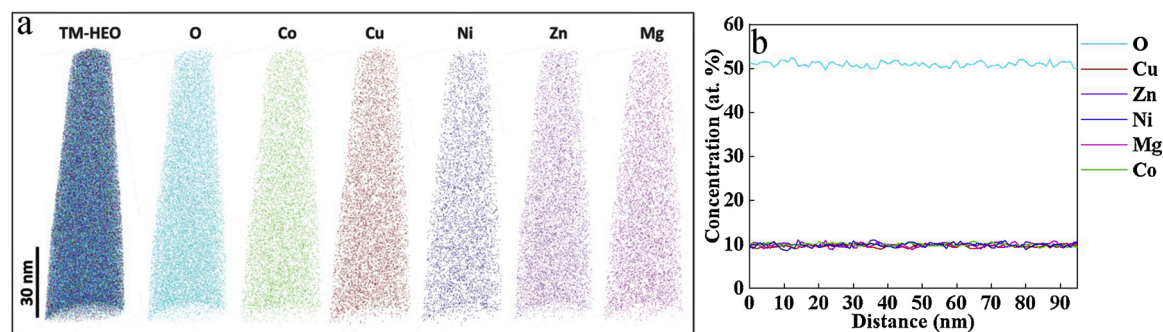 a
TM-HEO O Co Cu Ni Zn Mg
30 nm
b
Concentration (at. %)
60
50
40
30
20
10
0
0 10 20 30 40 50 60 70 80 90
Distance (nm)
O
Cu
Zn
Ni
Mg
Co